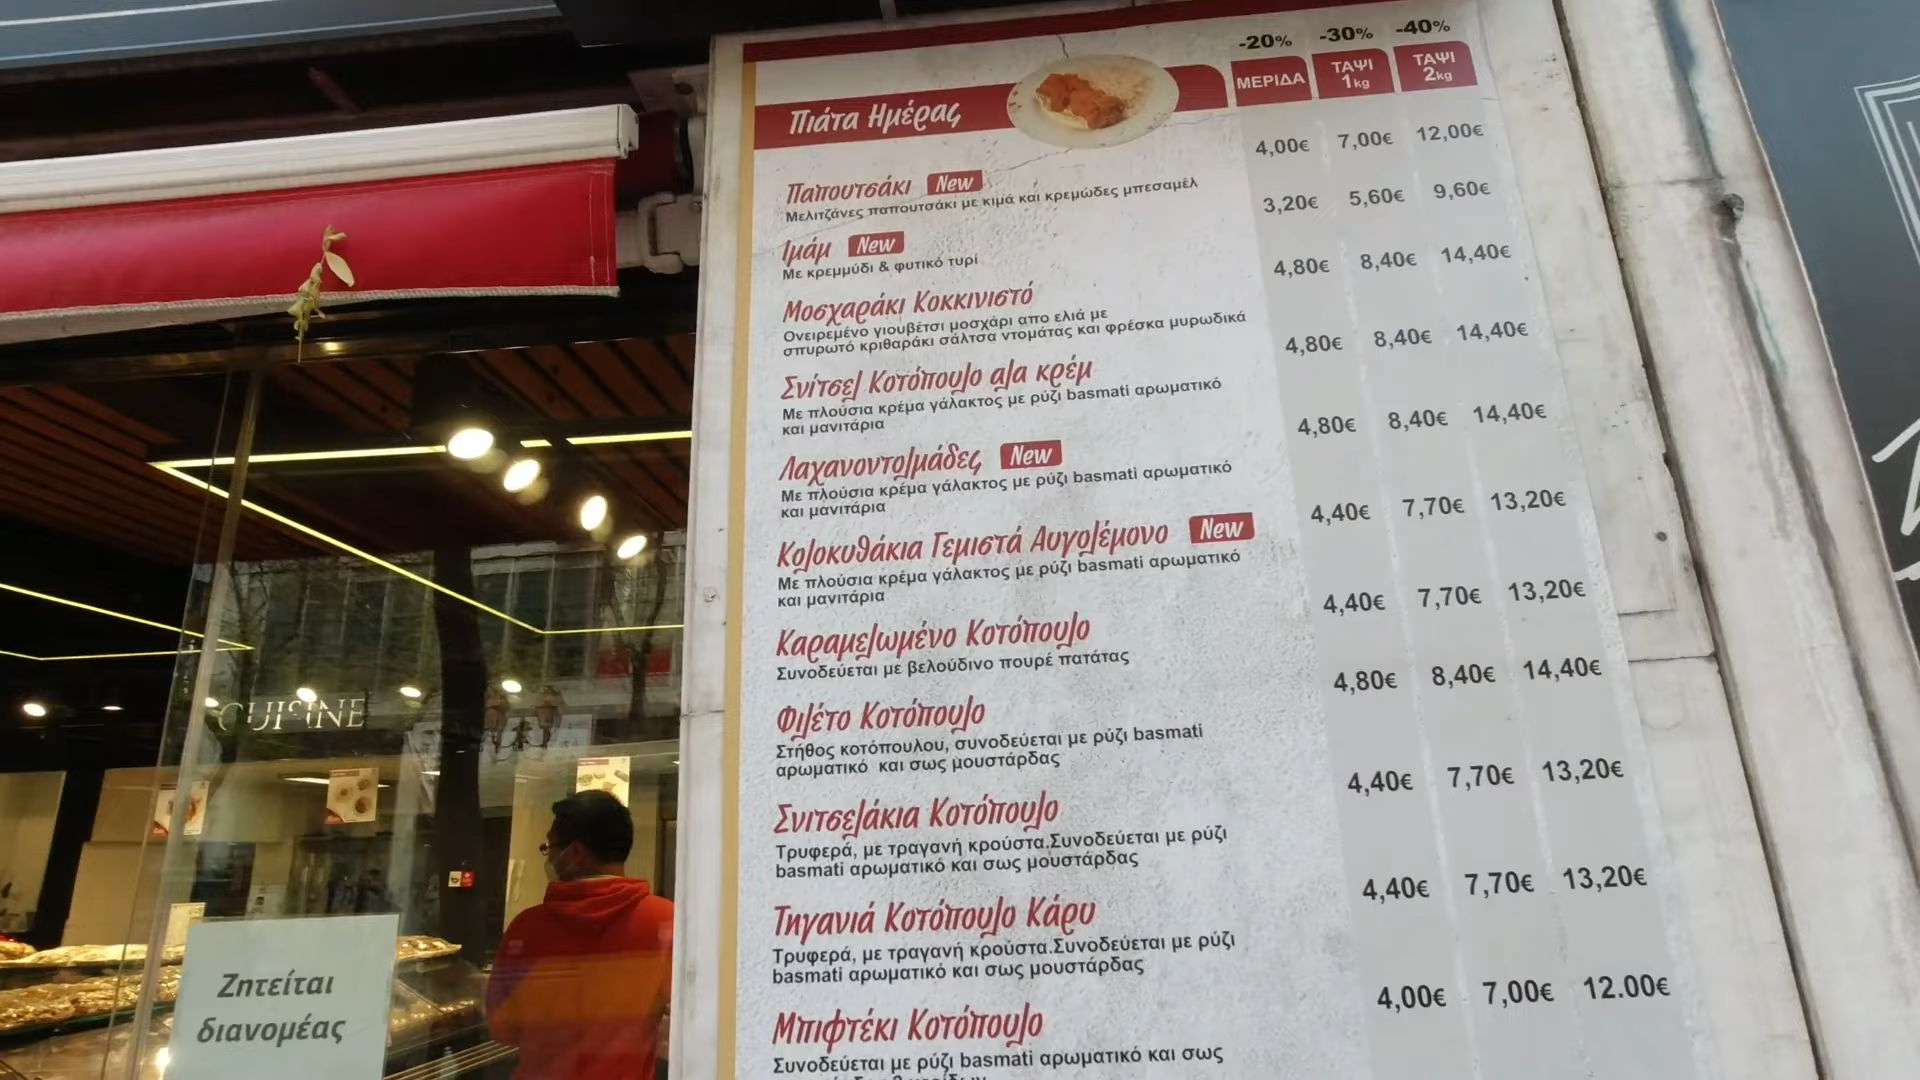 -20% -30% -40%
ΜΕΡΙΔΑ ΤΑΨΙ 1kg ΤΑΨΙ 2kg
Πιάτα Ημέρας
4,00€ 7,00€ 12,00€
Παπουτσάκι New
Μελιτζάνες παπουτσάκι με κιμά και κρεμώδες μπεσαμέλ
3,20€ 5,60€ 9,60€
Ιμάμ New
Με κρεμμύδι & φυτικό τυρί
4,80€ 8,40€ 14,40€
Μοσχαράκι Κοκκινιστό
Ονειρεμένο γιουβέτσι μοσχάρι απο ελιά με
σπυρωτό κριθαράκι σάλτσα ντομάτας και φρέσκα μυρωδικά
4,80€ 8,40€ 14,40€
Σνίτσελ Κοτόπουλο αλα κρέμ
Με πλούσια κρέμα γάλακτος με ρύζι basmati αρωματικό
και μανιτάρια
4,80€ 8,40€ 14,40€
Λαχανοντολμάδες New
Με πλούσια κρέμα γάλακτος με ρύζι basmati αρωματικό
και μανιτάρια
4,40€ 7,70€ 13,20€
Κολοκυθάκια Γεμιστά Αυγολέμονο New
Με πλούσια κρέμα γάλακτος με ρύζι basmati αρωματικό
και μανιτάρια
4,40€ 7,70€ 13,20€
Καραμελωμένο Κοτόπουλο
Συνοδεύεται με βελούδινο πουρέ πατάτας
4,80€ 8,40€ 14,40€
Φιλέτο Κοτόπουλο
Στήθος κοτόπουλου, συνοδεύεται με ρύζι basmati
αρωματικό και σως μουστάρδας
4,40€ 7,70€ 13,20€
Σνιτσελάκια Κοτόπουλο
Τρυφερά, με τραγανή κρούστα.Συνοδεύεται με ρύζι
basmati αρωματικό και σως μουστάρδας
4,40€ 7,70€ 13,20€
Τηγανιά Κοτόπουλο Κάρυ
Τρυφερά, με τραγανή κρούστα.Συνοδεύεται με ρύζι
basmati αρωματικό και σως μουστάρδας
4,00€ 7,00€ 12.00€
Μπιφτέκι Κοτόπουλο
Συνοδεύεται με ρύζι basmati αρωματικό και σως
CUISINE
Ζητείται
διανομέας